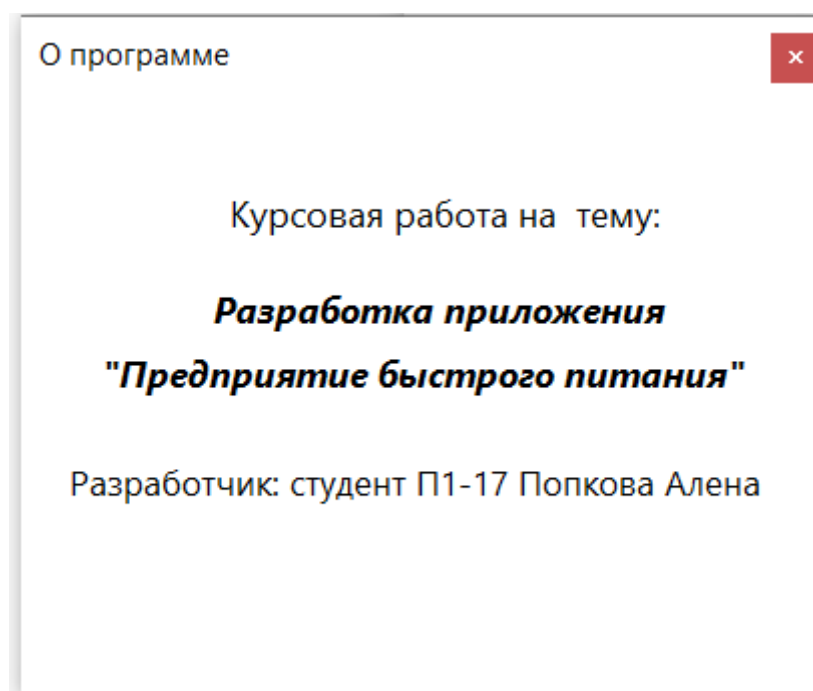 О программе
Курсовая работа на  тему:
Разработка приложения
"Предприятие быстрого питания"
Разработчик: студент П1-17 Попкова Алена